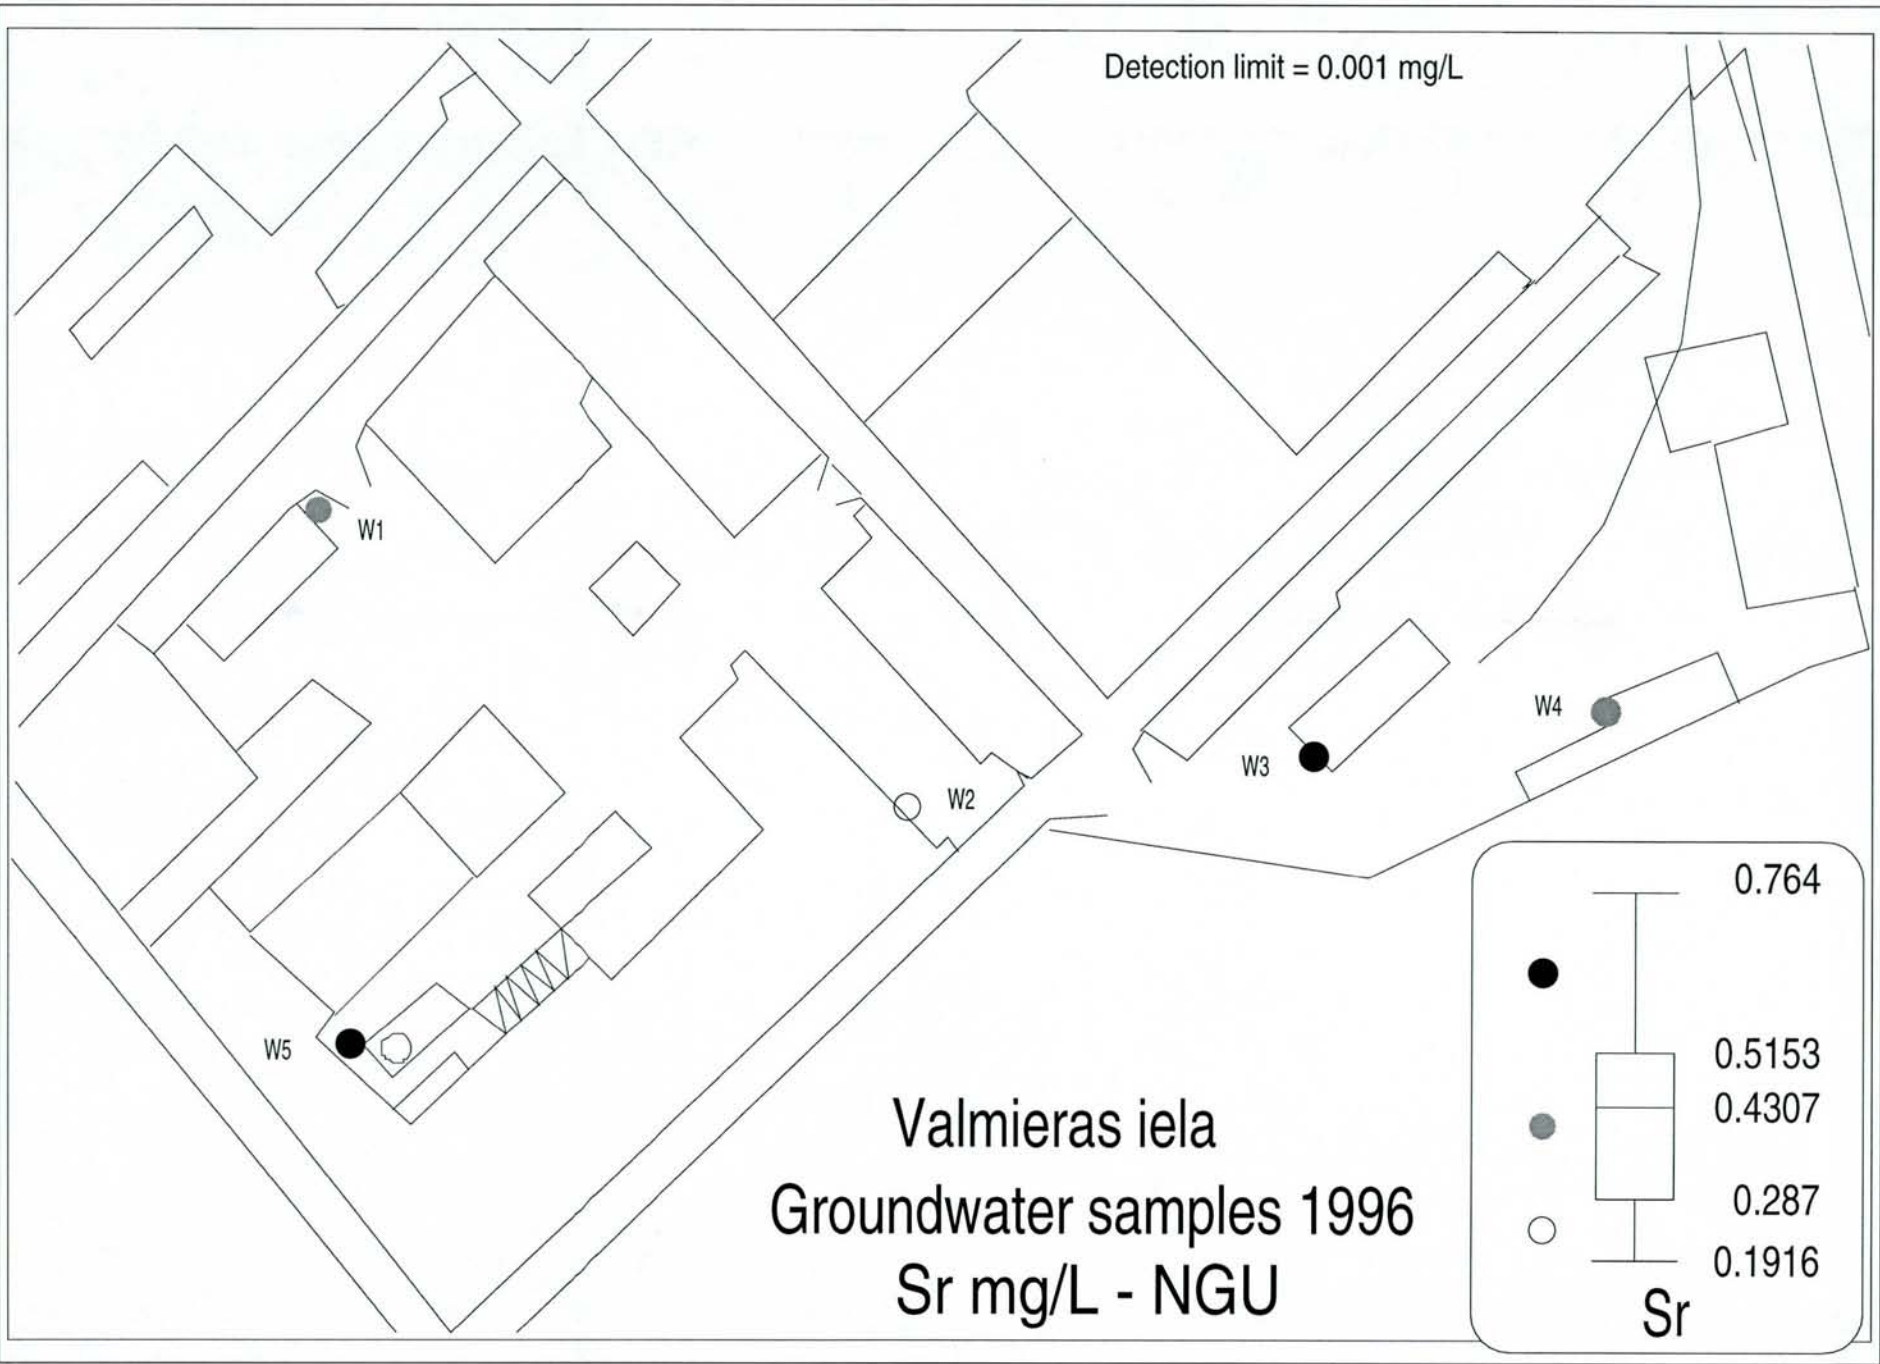 Detection limit = 0.001 mg/L
W1
W4
W3
W2
W5
Valmieras iela
Groundwater samples 1996
Sr mg/L - NGU
0.764
0.5153
0.4307
0.287
0.1916
Sr